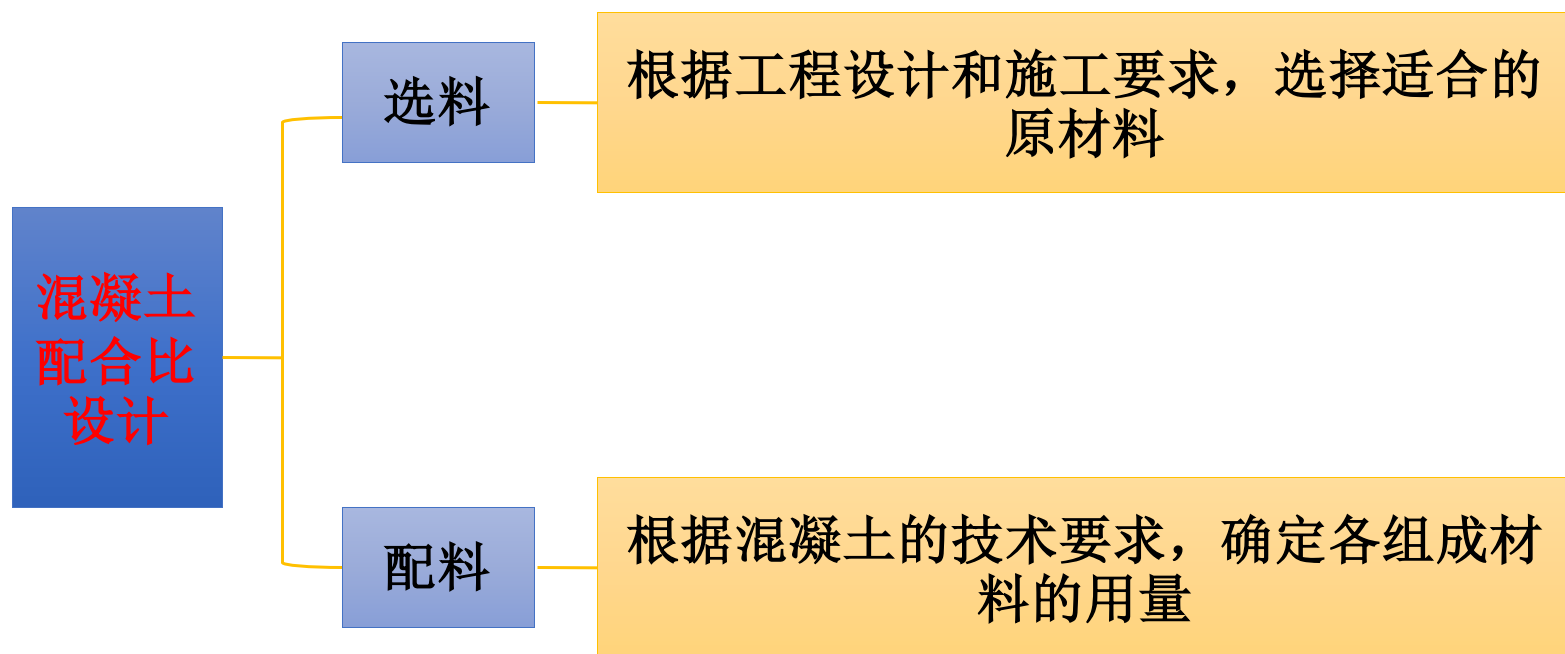 选料
根据工程设计和施工要求，选择适合的
原材料
混凝土
配合比
设计
配料
根据混凝土的技术要求，确定各组成材
料的用量